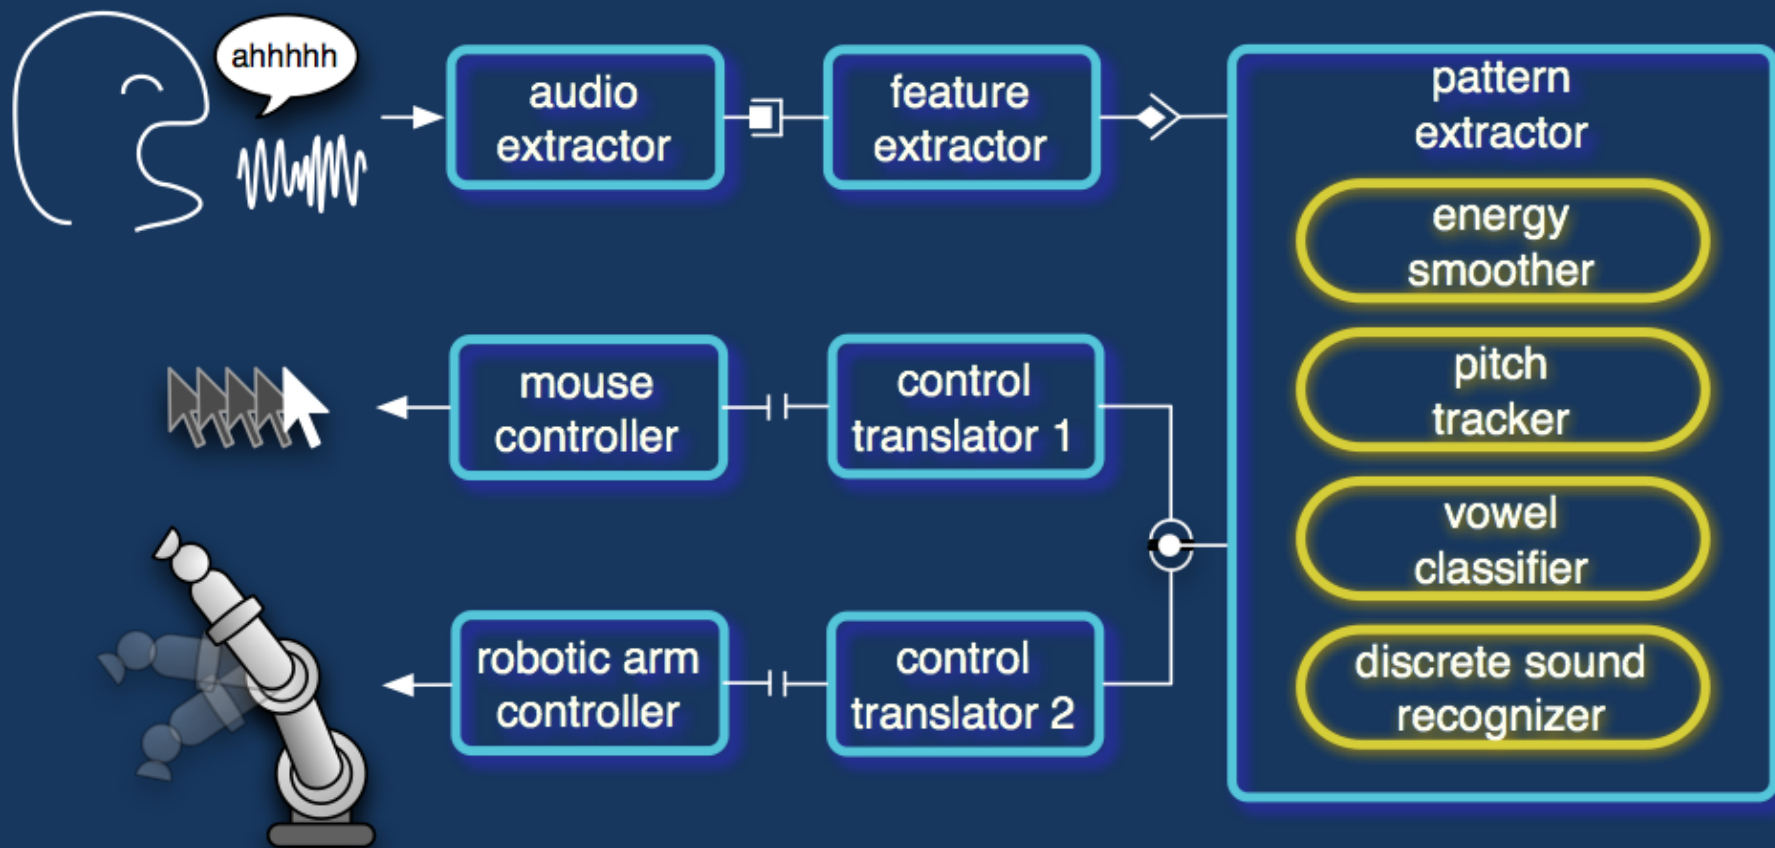 ahhhhh
audio
extractor
feature
extractor
pattern
extractor
energy
smoother
pitch
tracker
vowel
classifier
discrete sound
recognizer
mouse
controller
control
translator 1
robotic arm
controller
control
translator 2